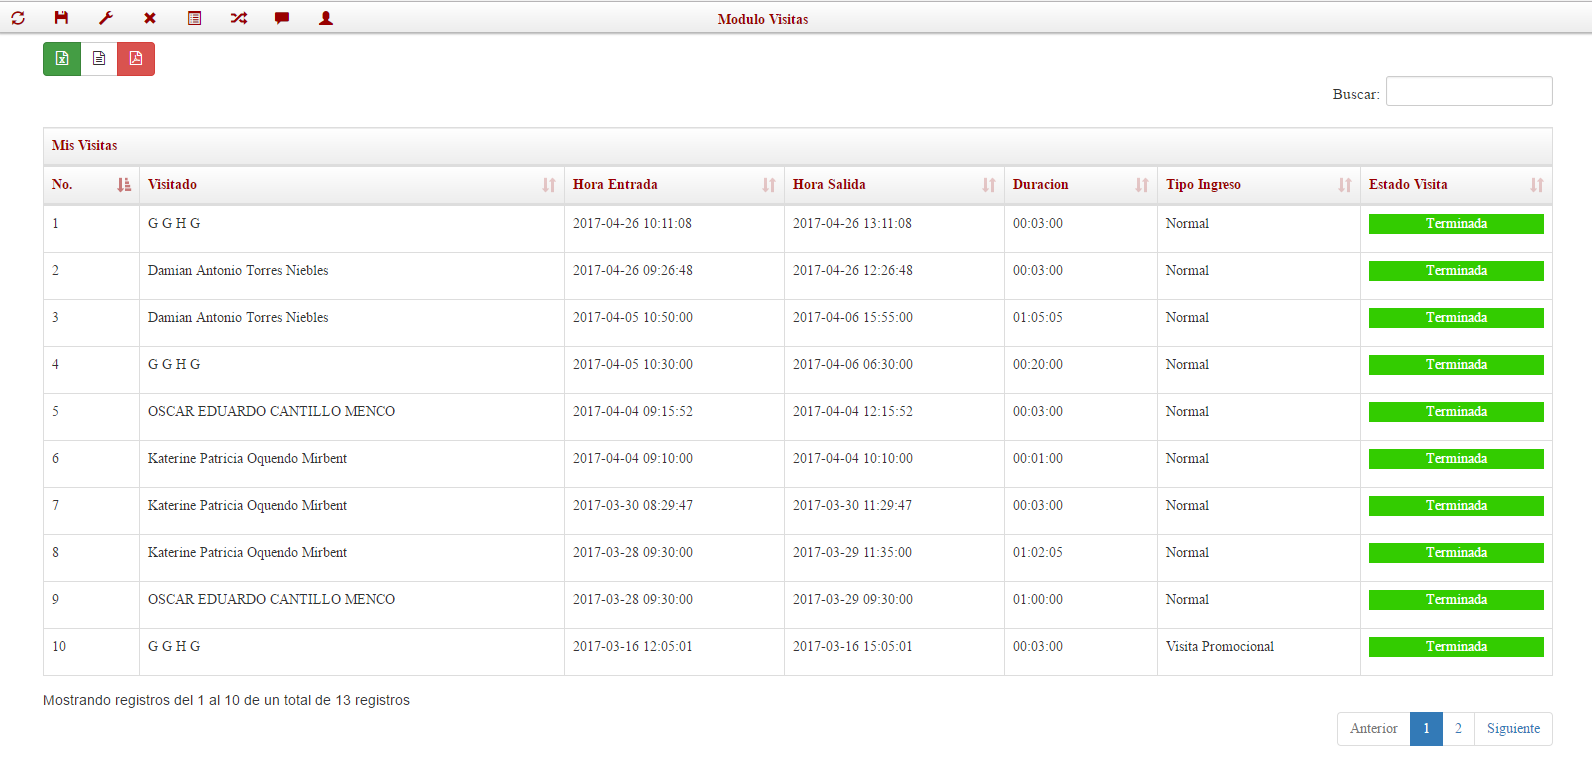 Modulo Visitas
Buscar:
Mis Visitas
No. Visitado Hora Entrada Hora Salida Duracion Tipo Ingreso Estado Visita
1 G G H G 2017-04-26 10:11:08 2017-04-26 13:11:08 00:03:00 Normal Terminada
2 Damian Antonio Torres Niebles 2017-04-26 09:26:48 2017-04-26 12:26:48 00:03:00 Normal Terminada
3 Damian Antonio Torres Niebles 2017-04-05 10:50:00 2017-04-06 15:55:00 01:05:05 Normal Terminada
4 G G H G 2017-04-05 10:30:00 2017-04-06 06:30:00 00:20:00 Normal Terminada
5 OSCAR EDUARDO CANTILLO MENCO 2017-04-04 09:15:52 2017-04-04 12:15:52 00:03:00 Normal Terminada
6 Katerine Patricia Oquendo Mirbent 2017-04-04 09:10:00 2017-04-04 10:10:00 00:01:00 Normal Terminada
7 Katerine Patricia Oquendo Mirbent 2017-03-30 08:29:47 2017-03-30 11:29:47 00:03:00 Normal Terminada
8 Katerine Patricia Oquendo Mirbent 2017-03-28 09:30:00 2017-03-29 11:35:00 01:02:05 Normal Terminada
9 OSCAR EDUARDO CANTILLO MENCO 2017-03-28 09:30:00 2017-03-29 09:30:00 01:00:00 Normal Terminada
10 G G H G 2017-03-16 12:05:01 2017-03-16 15:05:01 00:03:00 Visita Promocional Terminada
Mostrando registros del 1 al 10 de un total de 13 registros
Anterior 1 2 Siguiente